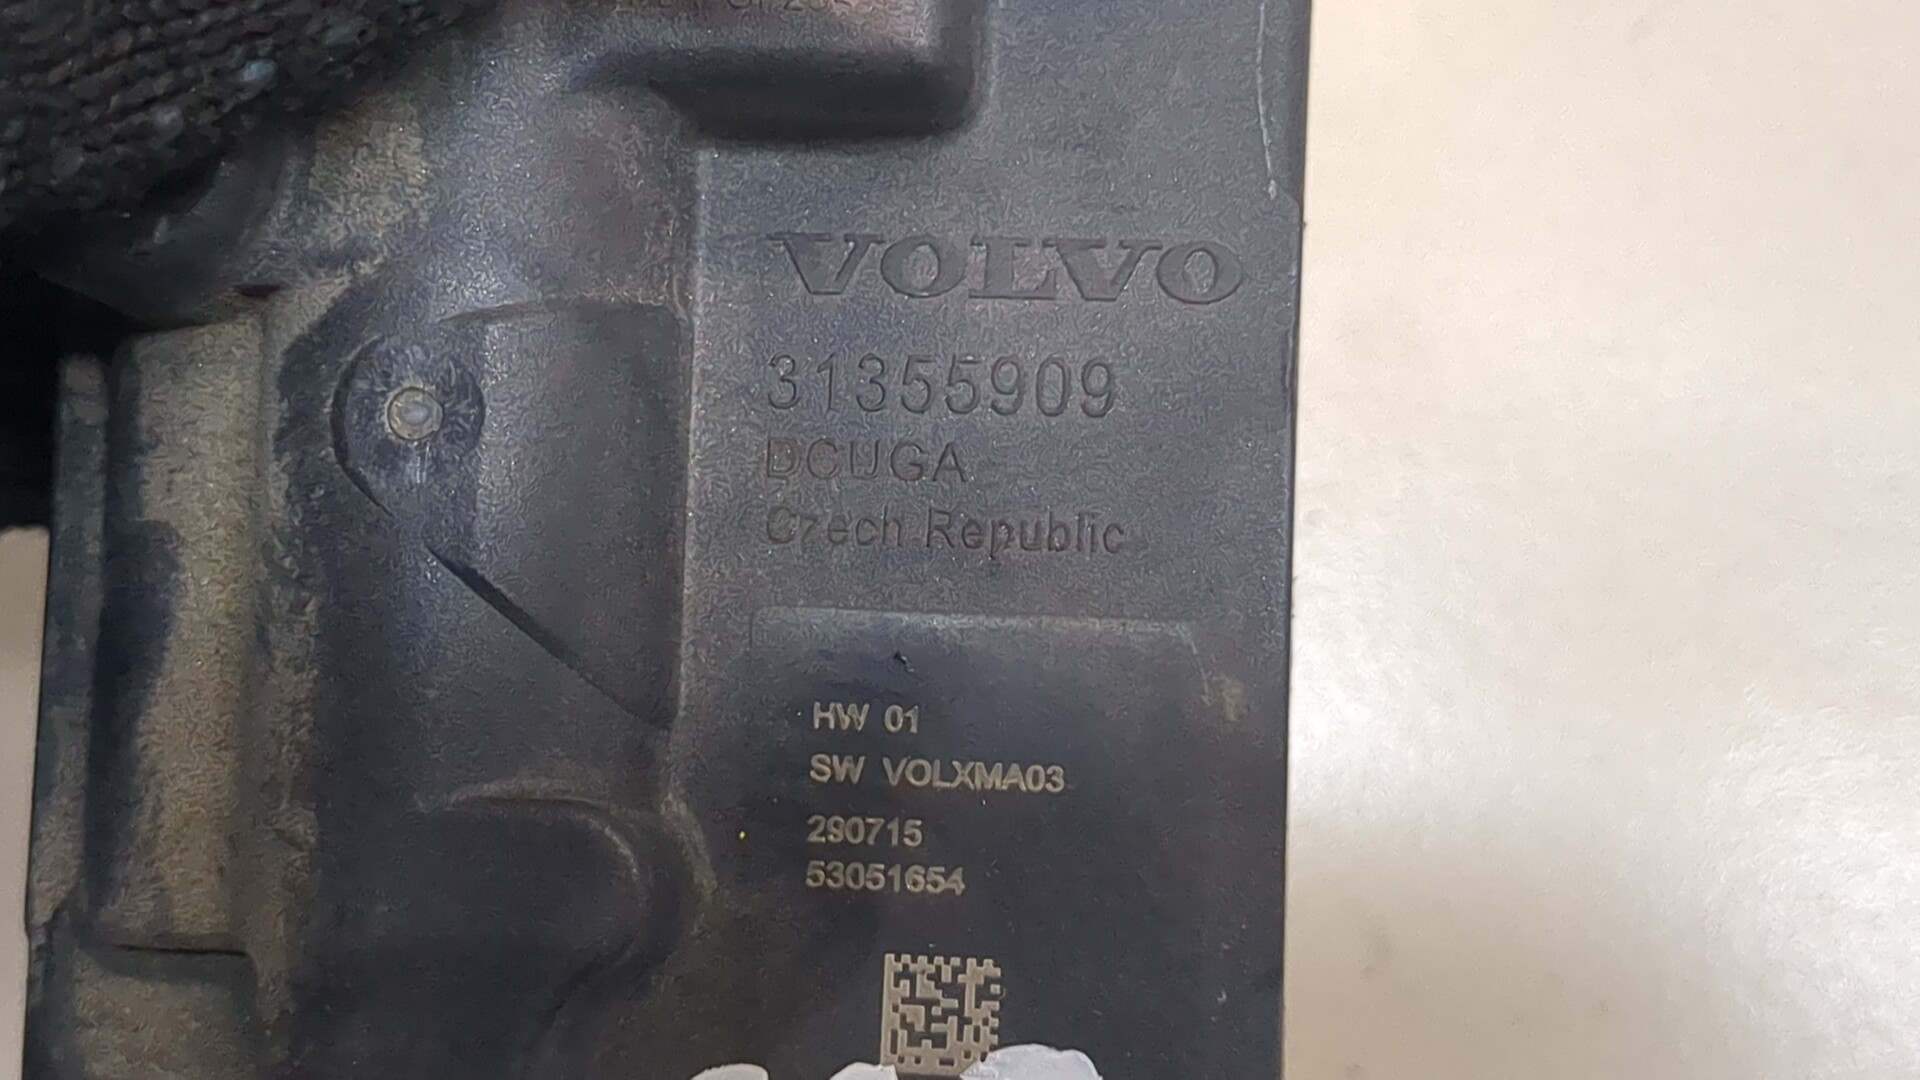 VOLVO
31355909
DCUGA
Czech Republic
HW 01
SW VOLXMA03
290715
53051654